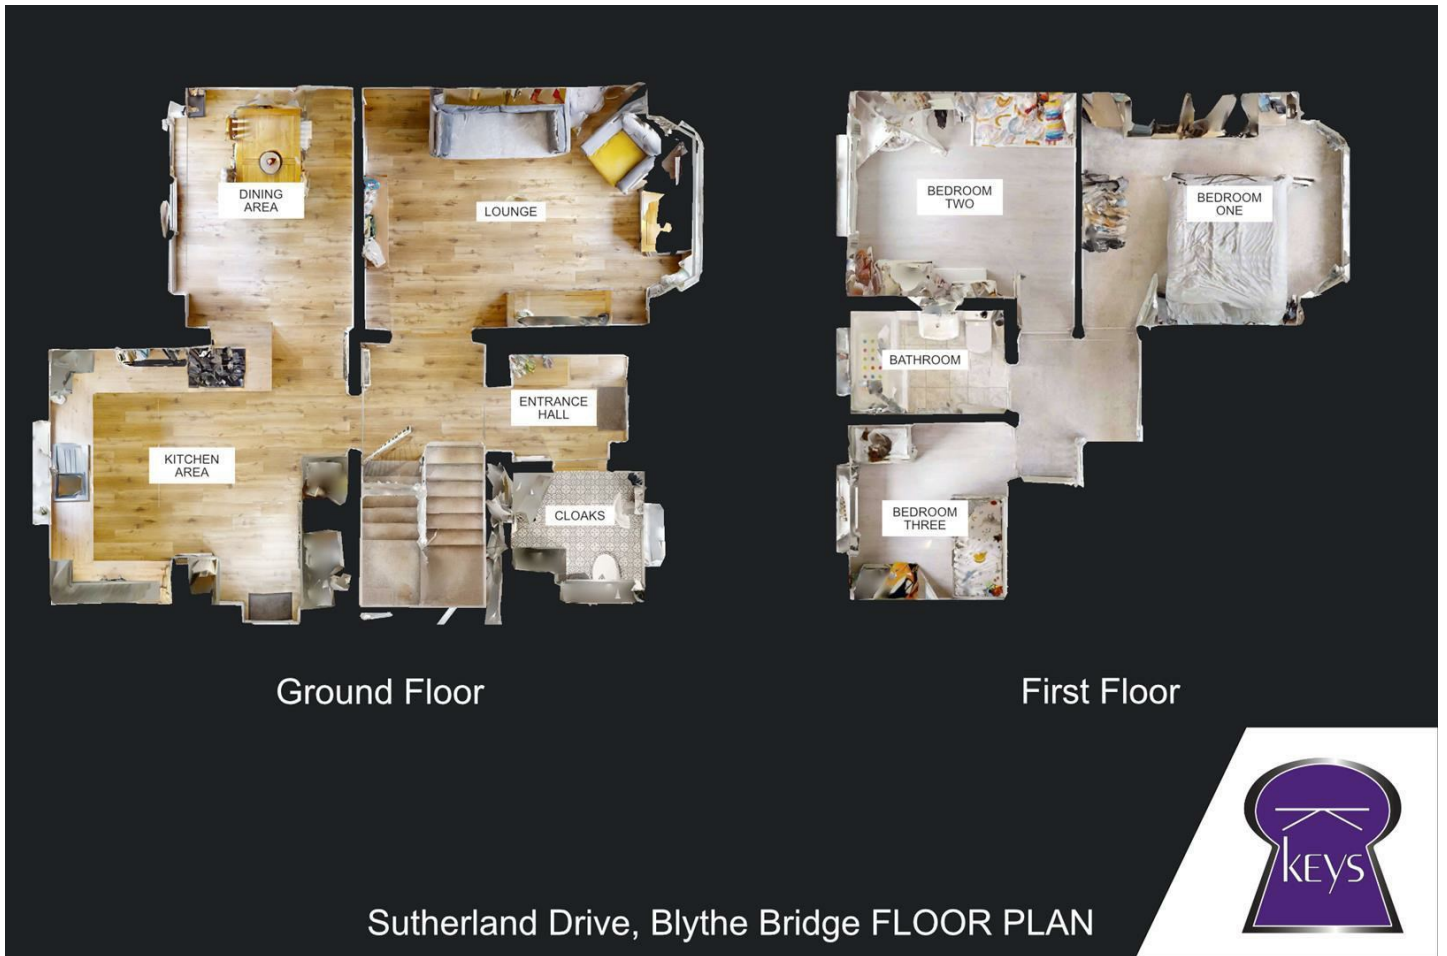 DINING
AREA
LOUNGE
KITCHEN
AREA
ENTRANCE
HALL
CLOAKS
Ground Floor
BEDROOM
TWO
BEDROOM
ONE
BATHROOM
BEDROOM
THREE
First Floor
Sutherland Drive, Blythe Bridge FLOOR PLAN
KEYS